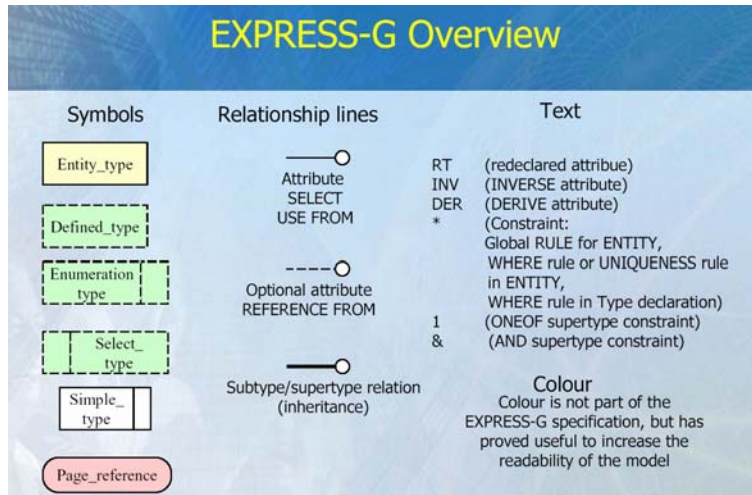 EXPRESS-G Overview
Symbols
Entity_type
Defined_type
Enumeration
type
Select_
type
Simple_
type
Page_reference
Relationship lines
Attribute
SELECT
USE FROM
Optional attribute
REFERENCE FROM
Subtype/supertype relation
(inheritance)
Text
RT (redeclared attribue)
INV (INVERSE attribute)
DER (DERIVE attribute)
* (Constraint:
Global RULE for ENTITY,
WHERE rule or UNIQUENESS rule
in ENTITY,
WHERE rule in Type declaration)
1 (ONEOF supertype constraint)
& (AND supertype constraint)
Colour
Colour is not part of the
EXPRESS-G specification, but has
proved useful to increase the
readability of the model